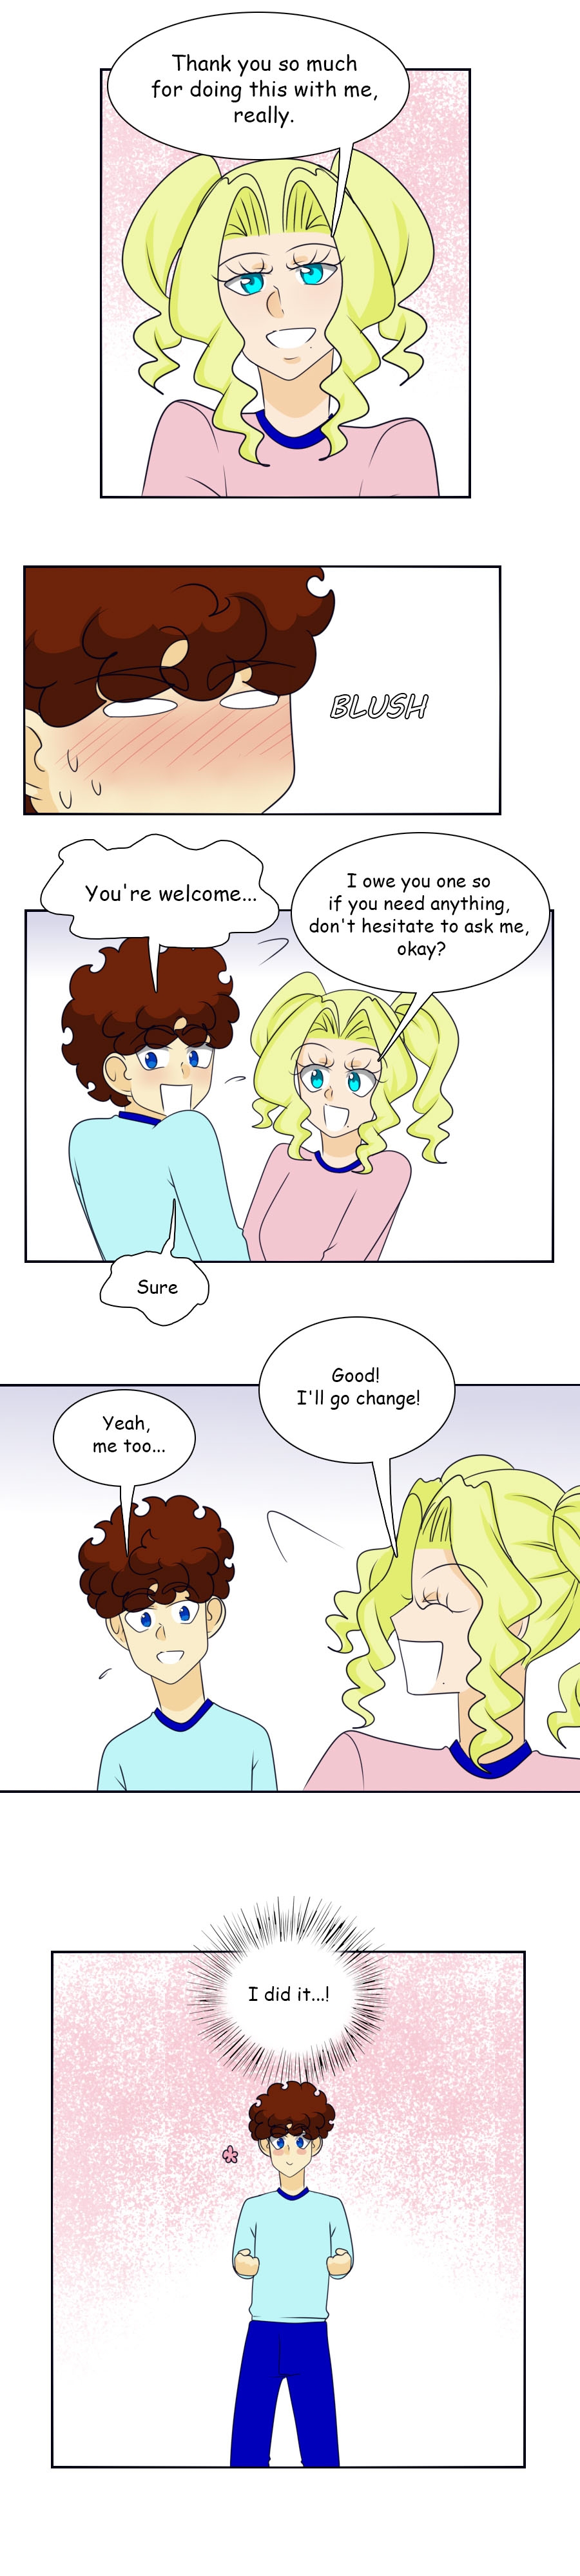 Thank you so much
for doing this with me,
really.
BLUSH
You're welcome...
I owe you one so
if you need anything,
don't hesitate to ask me,
okay?
Sure
Good!
I'll go change!
Yeah,
me too...
I did it...!